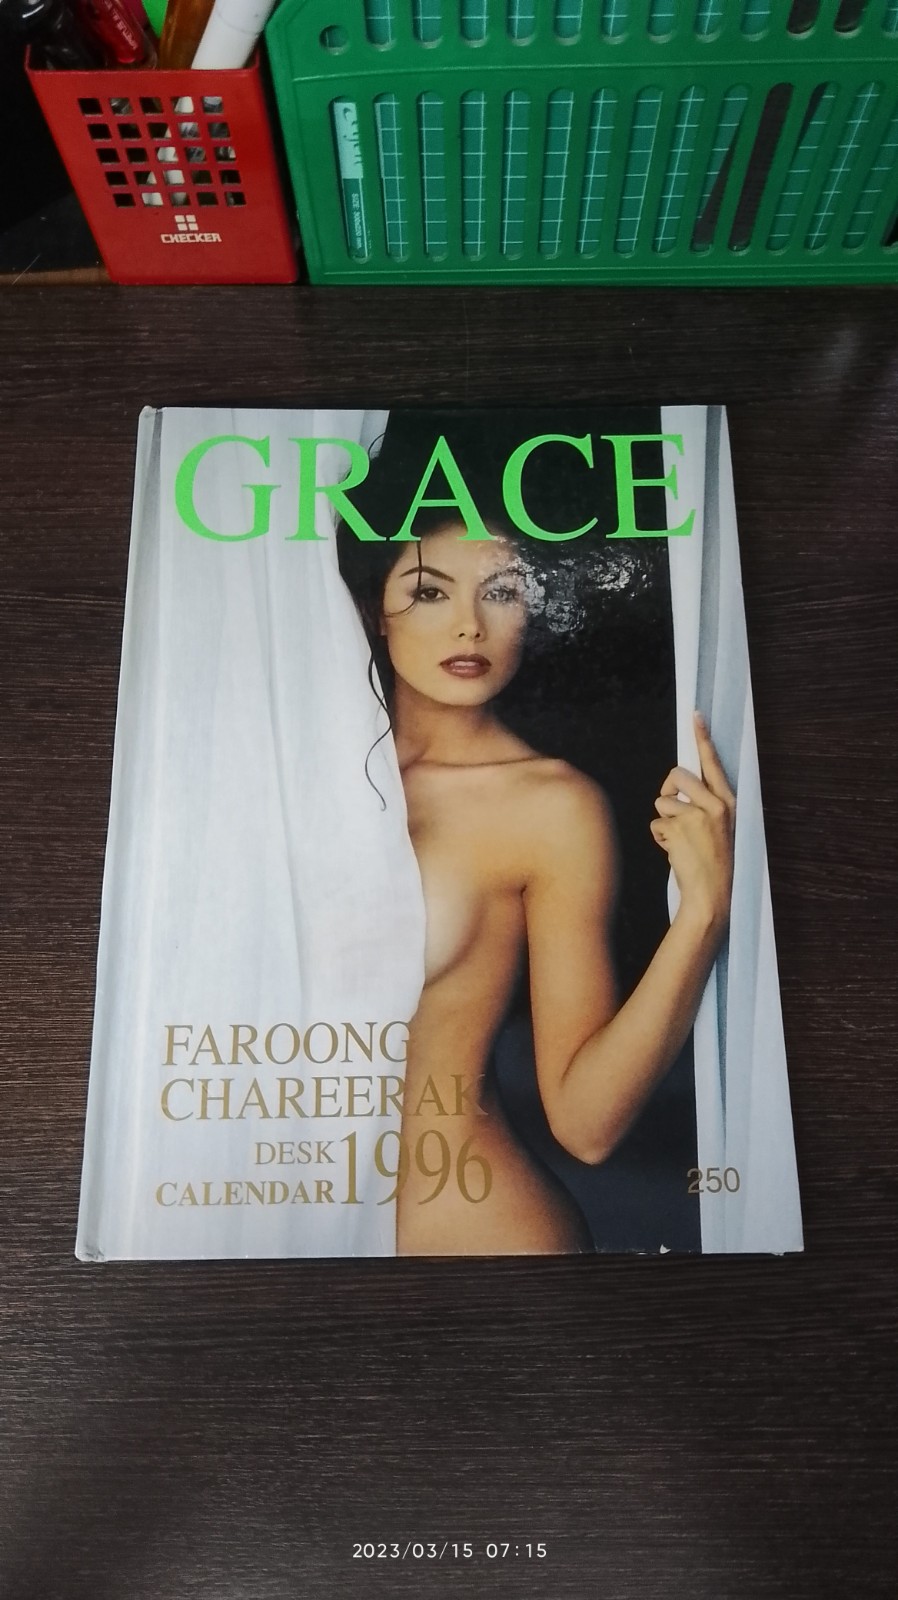 CHECKER
GRACE
FAROONG
CHAREERAK
DESK
CALENDAR 1996
250
2023/03/15 07:15